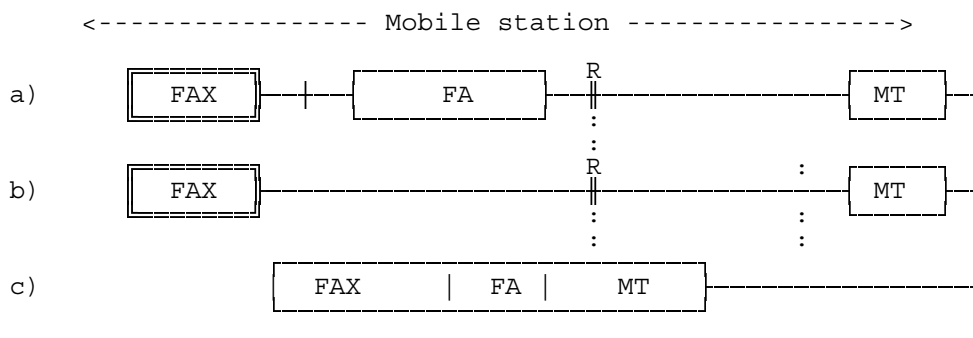 <----------------- Mobile station ----------------->
R
a) FAX FA MT
R
b) FAX MT
c) FAX | FA | MT